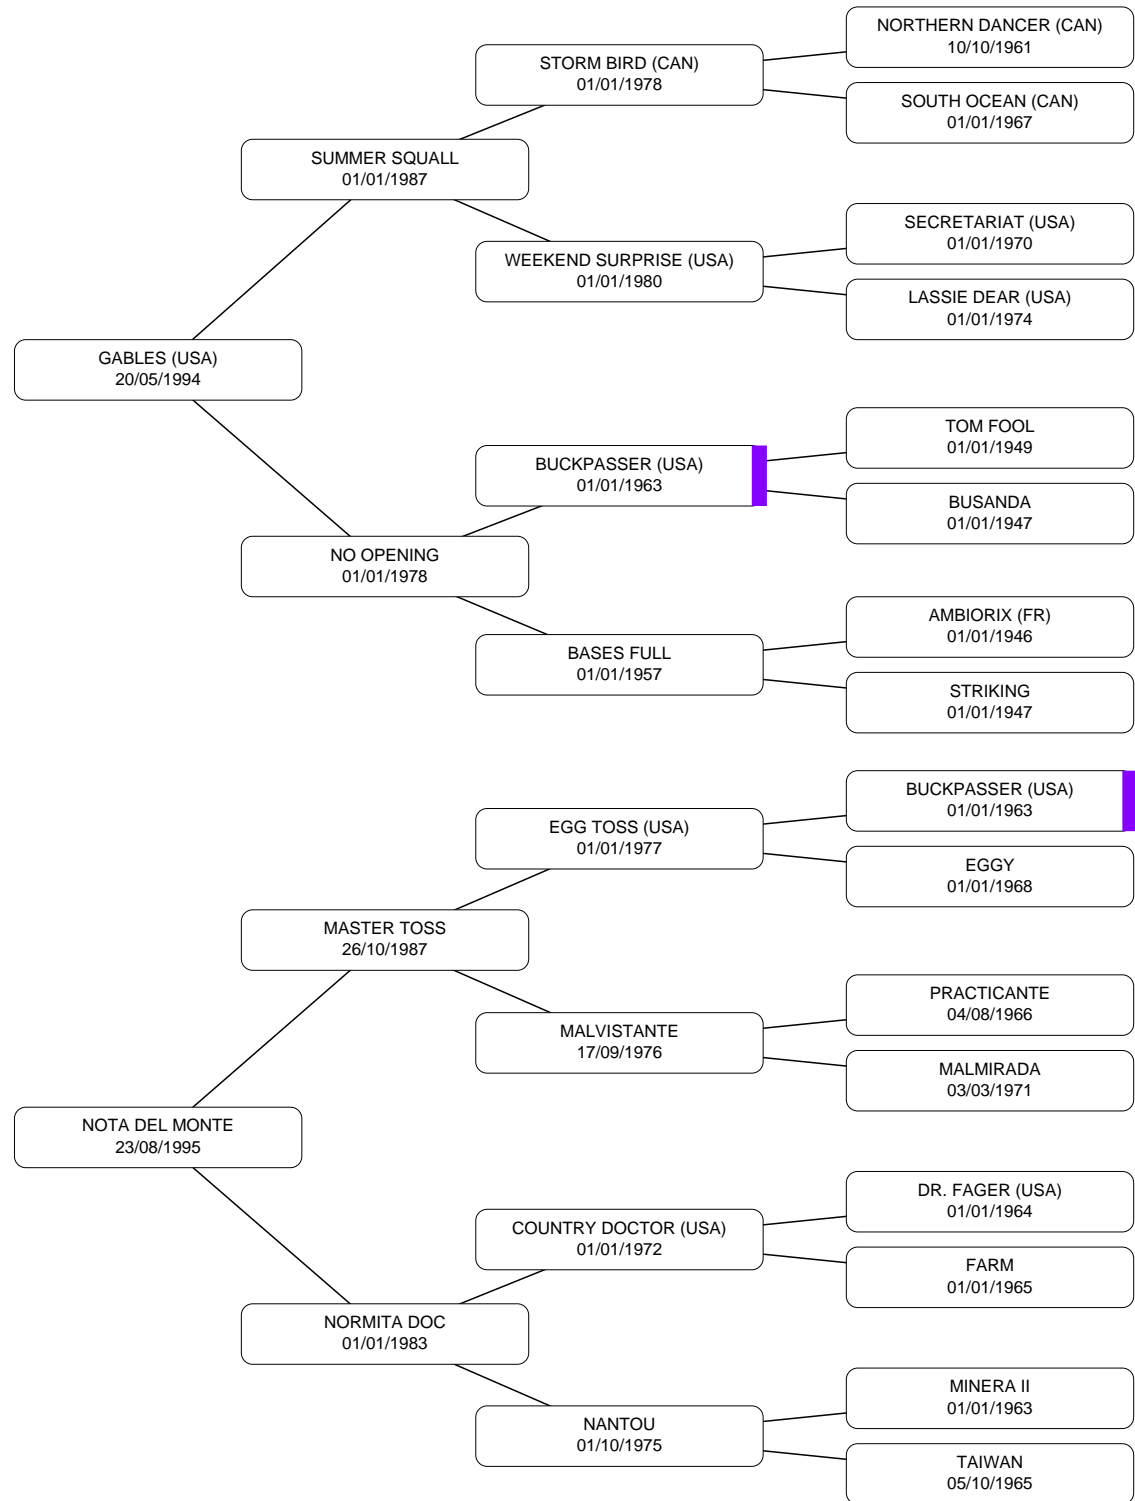 NORTHERN DANCER (CAN)
10/10/1961
STORM BIRD (CAN)
01/01/1978
SOUTH OCEAN (CAN)
01/01/1967
SUMMER SQUALL
01/01/1987
SECRETARIAT (USA)
01/01/1970
WEEKEND SURPRISE (USA)
01/01/1980
LASSIE DEAR (USA)
01/01/1974
GABLES (USA)
20/05/1994
TOM FOOL
01/01/1949
BUCKPASSER (USA)
01/01/1963
BUSANDA
01/01/1947
NO OPENING
01/01/1978
AMBIORIX (FR)
01/01/1946
BASES FULL
01/01/1957
STRIKING
01/01/1947
BUCKPASSER (USA)
01/01/1963
EGG TOSS (USA)
01/01/1977
EGGY
01/01/1968
MASTER TOSS
26/10/1987
PRACTICANTE
04/08/1966
MALVISTANTE
17/09/1976
MALMIRADA
03/03/1971
NOTA DEL MONTE
23/08/1995
DR. FAGER (USA)
01/01/1964
COUNTRY DOCTOR (USA)
01/01/1972
FARM
01/01/1965
NORMITA DOC
01/01/1983
MINERA II
01/01/1963
NANTOU
01/10/1975
TAIWAN
05/10/1965